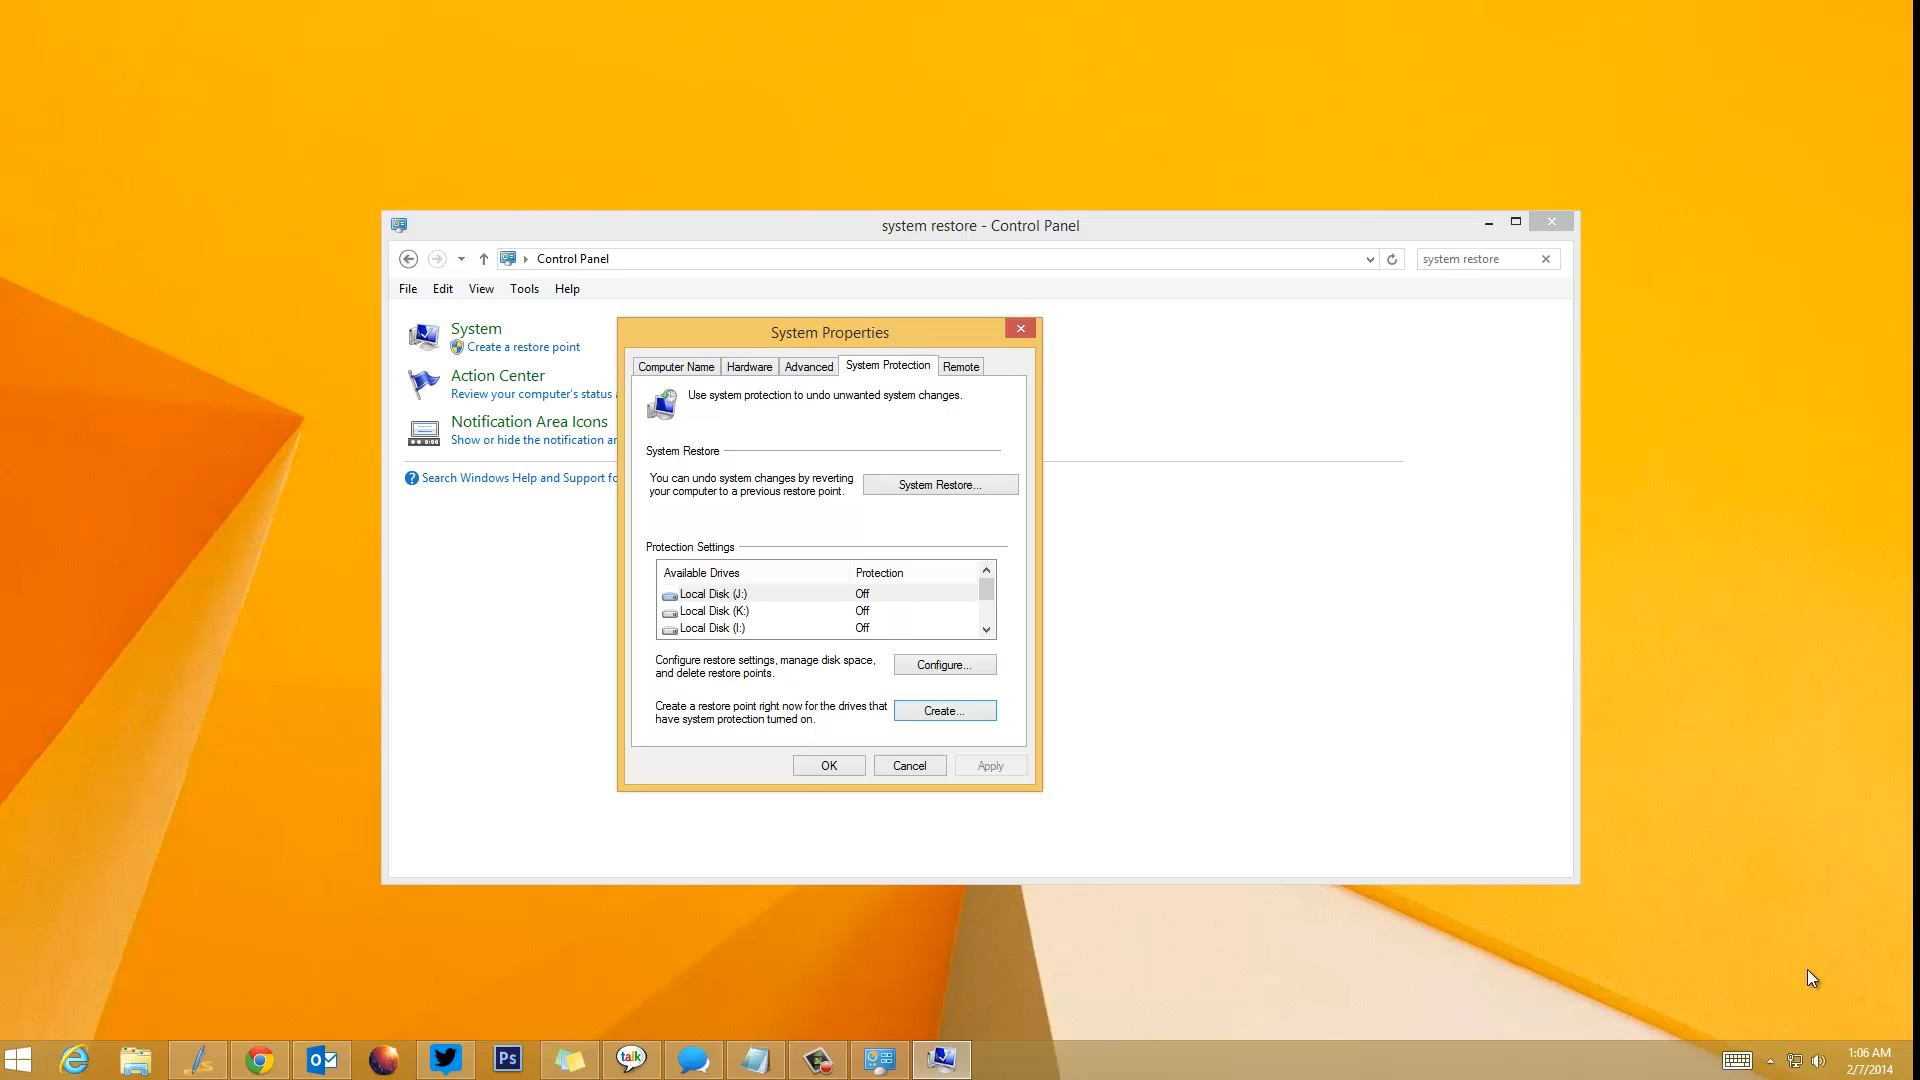 system restore - Control Panel
Control Panel
system restore
File Edit View Tools Help
System
Create a restore point
Action Center
Review your computer's status
Notification Area Icons
Show or hide the notification ar
Search Windows Help and Support fo
System Properties
Computer Name Hardware Advanced System Protection Remote
Use system protection to undo unwanted system changes.
System Restore
You can undo system changes by reverting
your computer to a previous restore point.
System Restore...
Protection Settings
Available Drives Protection
Local Disk (J:) Off
Local Disk (K:) Off
Local Disk (I:) Off
Configure restore settings, manage disk space,
and delete restore points.
Configure...
Create a restore point right now for the drives that
have system protection turned on.
Create...
OK Cancel Apply
Ps
talk
1:06 AM
2/7/2014